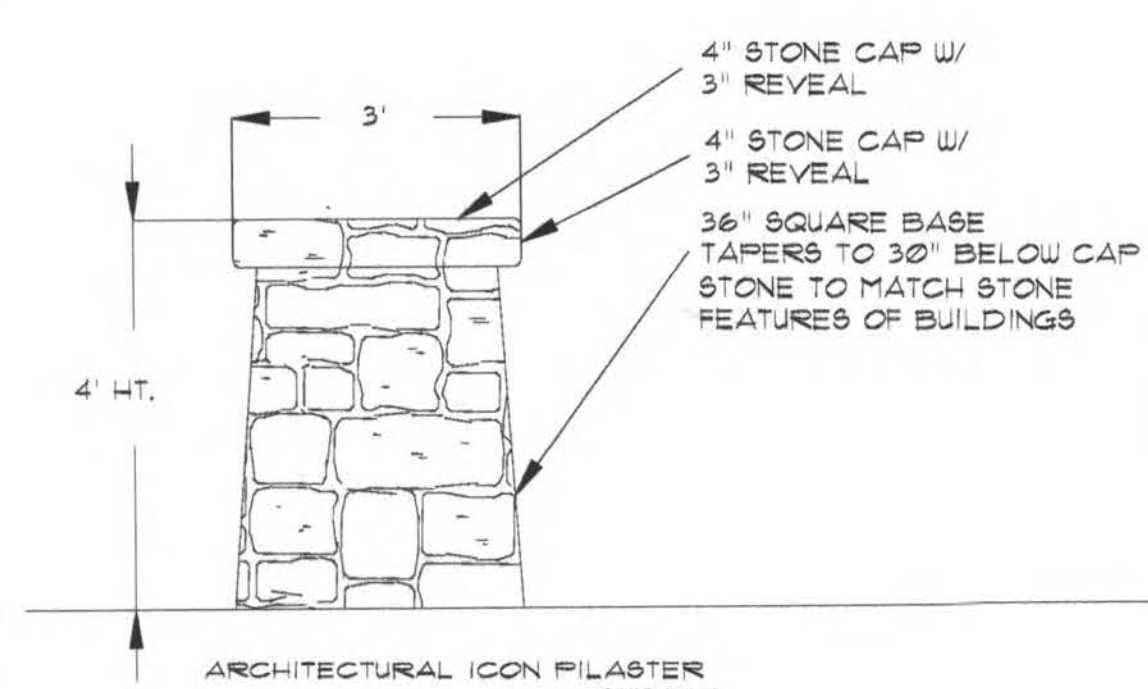 4" STONE CAP W/
3" REVEAL
3'
4" STONE CAP W/
3" REVEAL
36" SQUARE BASE
TAPERS TO 30" BELOW CAP
STONE TO MATCH STONE
FEATURES OF BUILDINGS
4' HT.
ARCHITECTURAL ICON PILASTER